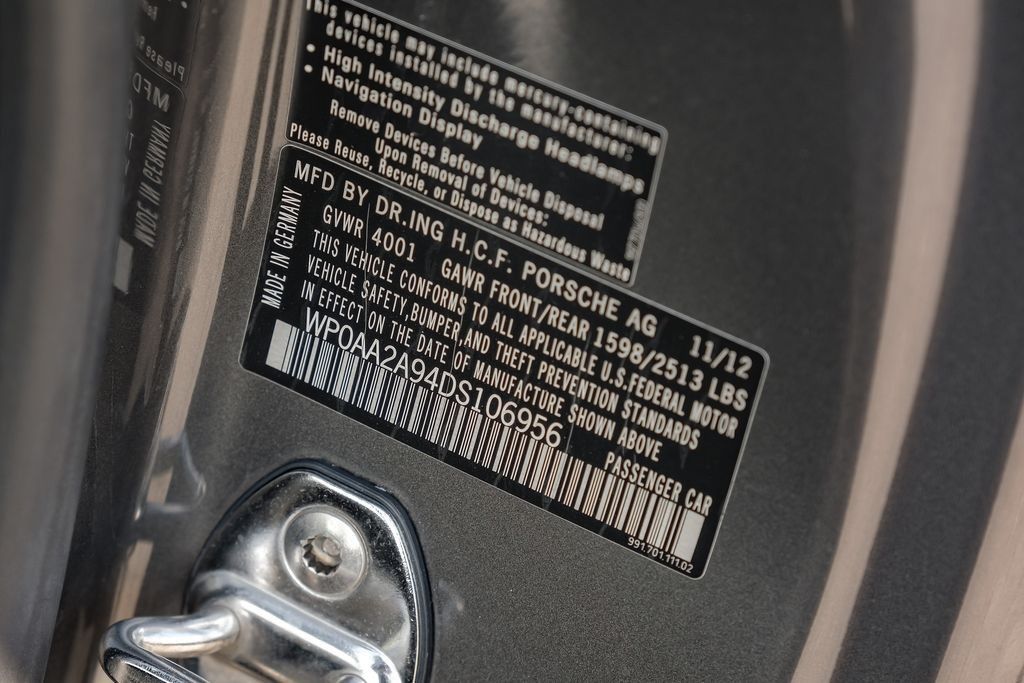 This vehicle may include mercury-containing
devices installed by the manufacturer:
• High Intensity Discharge Headlamps
• Navigation Display
Remove Devices Before Vehicle Disposal
Upon Removal of Devices:
Please Reuse, Recycle, or Dispose as Hazardous Waste
MADE IN GERMANY
MFD BY DR.ING H.C.F. PORSCHE AG 11/12
GVWR 4001 GAWR FRONT/REAR 1598/2513 LBS
THIS VEHICLE CONFORMS TO ALL APPLICABLE U.S.FEDERAL MOTOR
VEHICLE SAFETY,BUMPER,AND THEFT PREVENTION STANDARDS
IN EFFECT ON THE DATE OF MANUFACTURE SHOWN ABOVE
WP0AA2A94DS106956 PASSENGER CAR
991.701.111.02